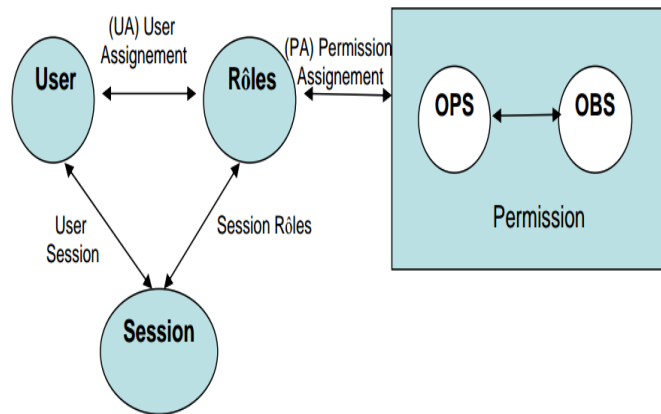 (UA) User
Assignement
(PA) Permission
Assignement
User
Rôles
OPS
OBS
Permission
User
Session
Session Rôles
Session